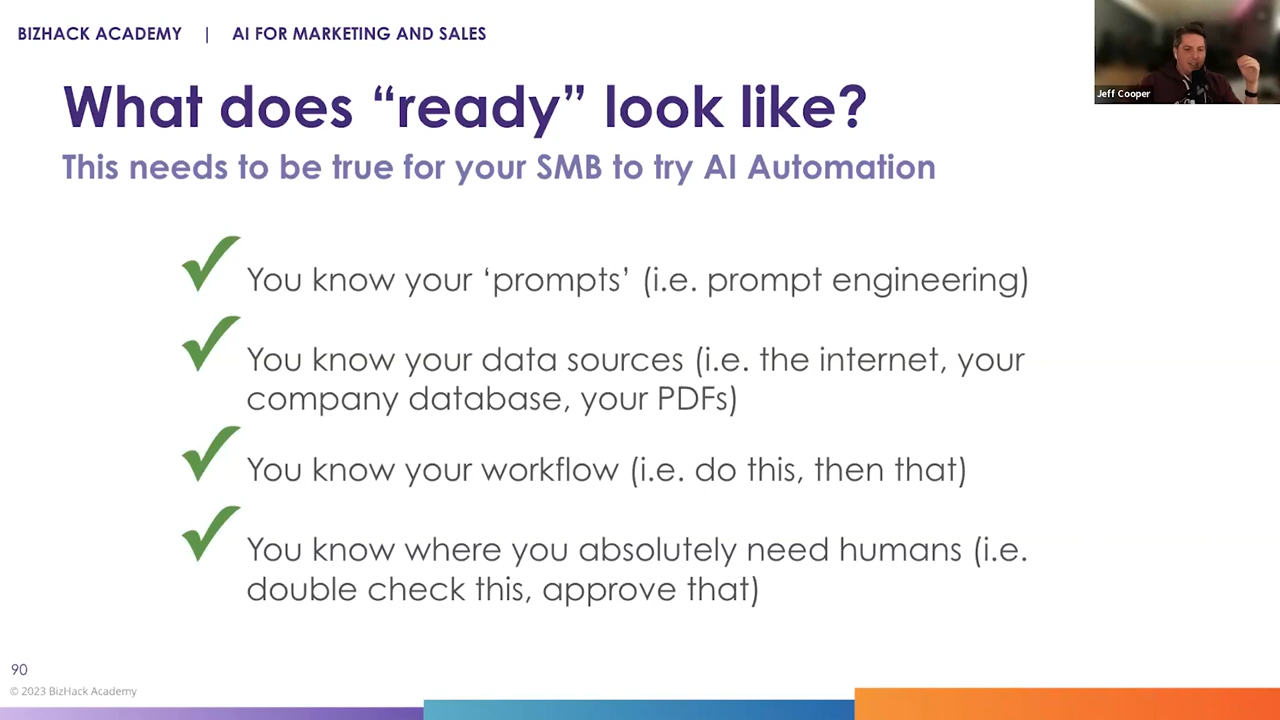 BIZHACK ACADEMY | AI FOR MARKETING AND SALES
Jeff Cooper
What does “ready” look like?
This needs to be true for your SMB to try AI Automation
You know your ‘prompts’ (i.e. prompt engineering)
You know your data sources (i.e. the internet, your
company database, your PDFs)
You know your workflow (i.e. do this, then that)
You know where you absolutely need humans (i.e.
double check this, approve that)
90
© 2023 BizHack Academy